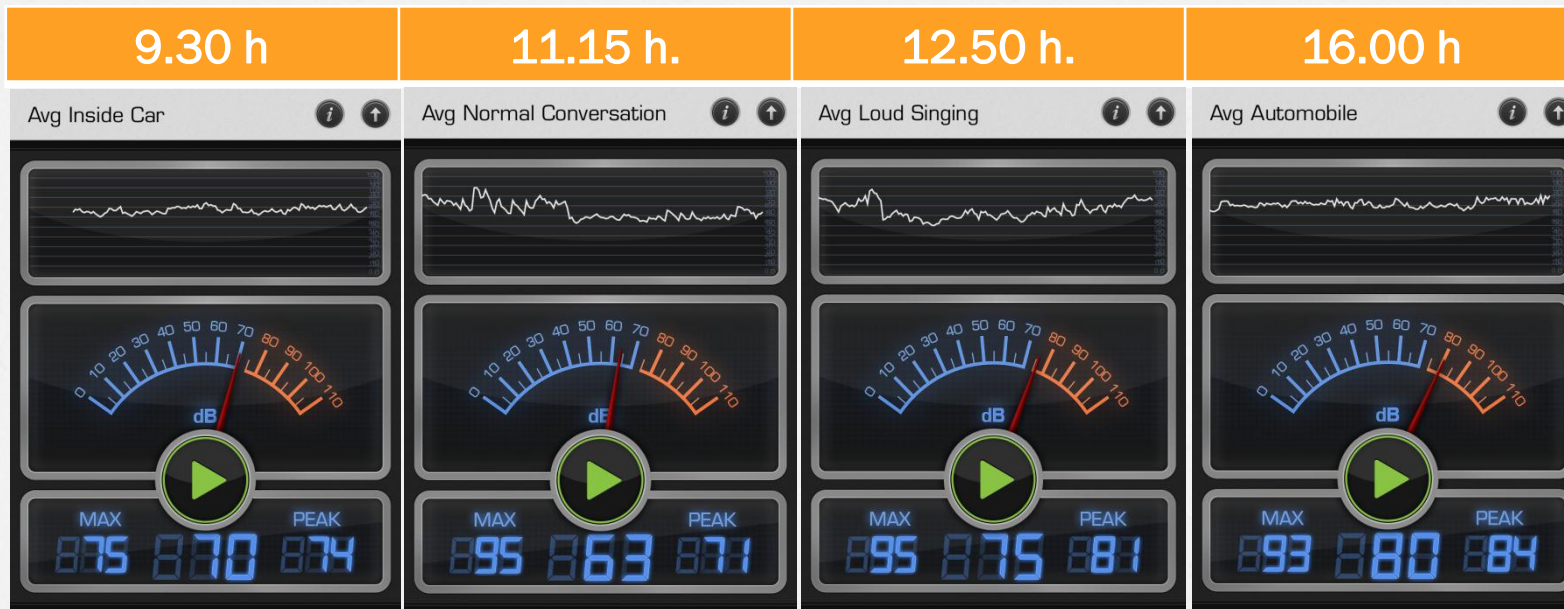 9.30 h
11.15 h.
12.50 h.
16.00 h
Avg Inside Car
0 10 20 30 40 50 60 70 80 90 100 110
dB
MAX PEAK
75 70 74
Avg Normal Conversation
0 10 20 30 40 50 60 70 80 90 100 110
dB
MAX PEAK
95 63 71
Avg Loud Singing
0 10 20 30 40 50 60 70 80 90 100 110
dB
MAX PEAK
95 75 81
Avg Automobile
0 10 20 30 40 50 60 70 80 90 100 110
dB
MAX PEAK
93 80 84